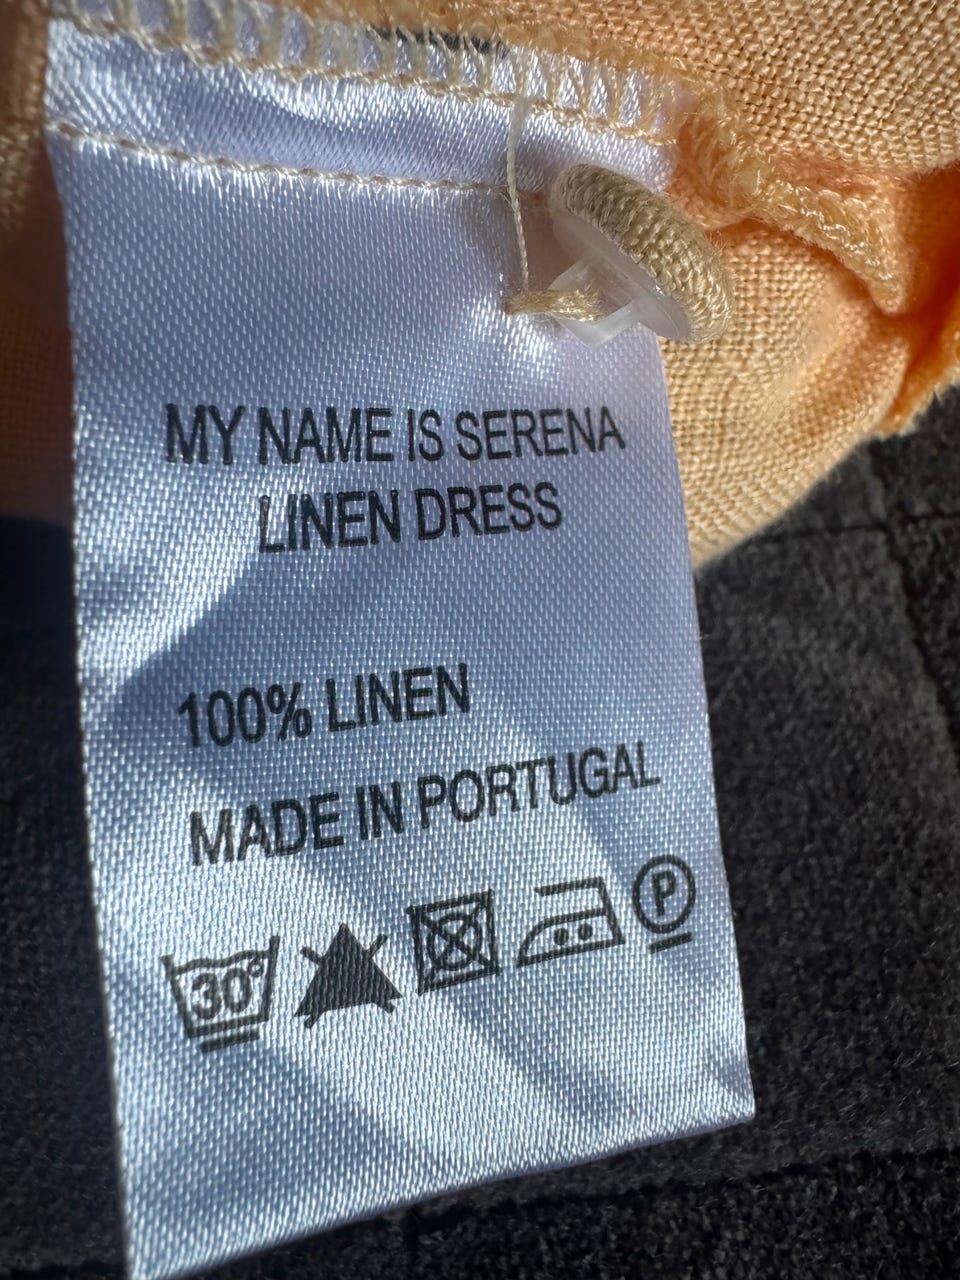 MY NAME IS SERENA
LINEN DRESS
100% LINEN
MADE IN PORTUGAL
30° P